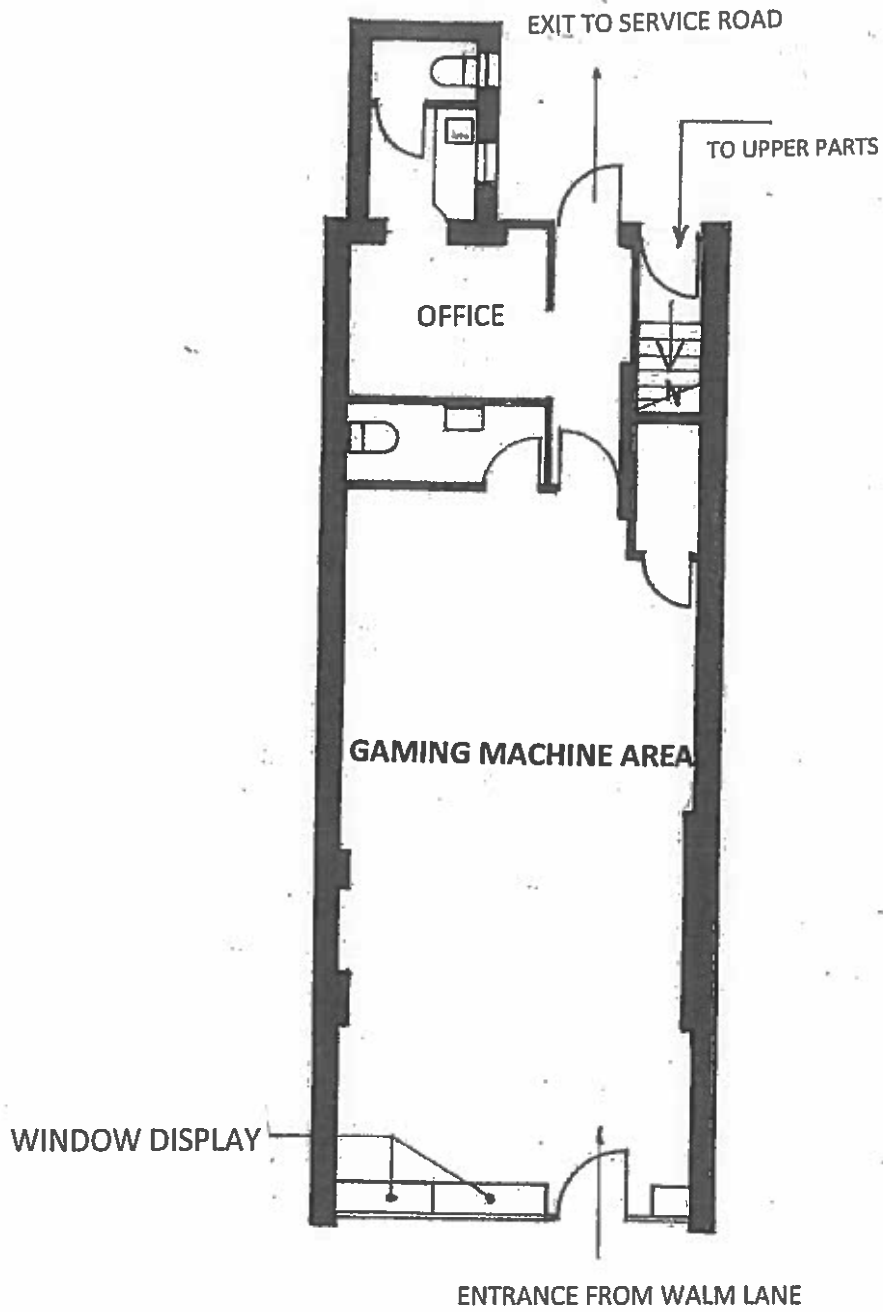 EXIT TO SERVICE ROAD
TO UPPER PARTS
OFFICE
GAMING MACHINE AREA
WINDOW DISPLAY
ENTRANCE FROM WALM LANE